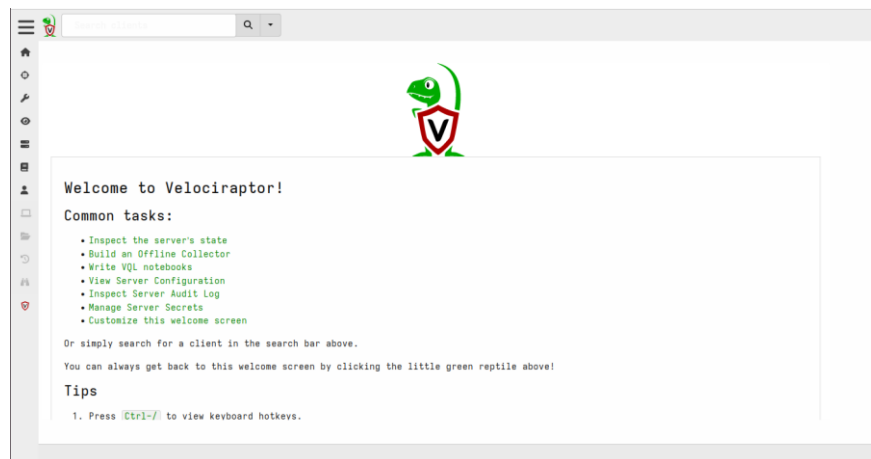 Search clients
V
Welcome to Velociraptor!
Common tasks:
Inspect the server's state
Build an Offline Collector
Write VQL notebooks
View Server Configuration
Inspect Server Audit Log
Manage Server Secrets
Customize this welcome screen
Or simply search for a client in the search bar above.
You can always get back to this welcome screen by clicking the little green reptile above!
Tips
1. Press Ctrl-/ to view keyboard hotkeys.